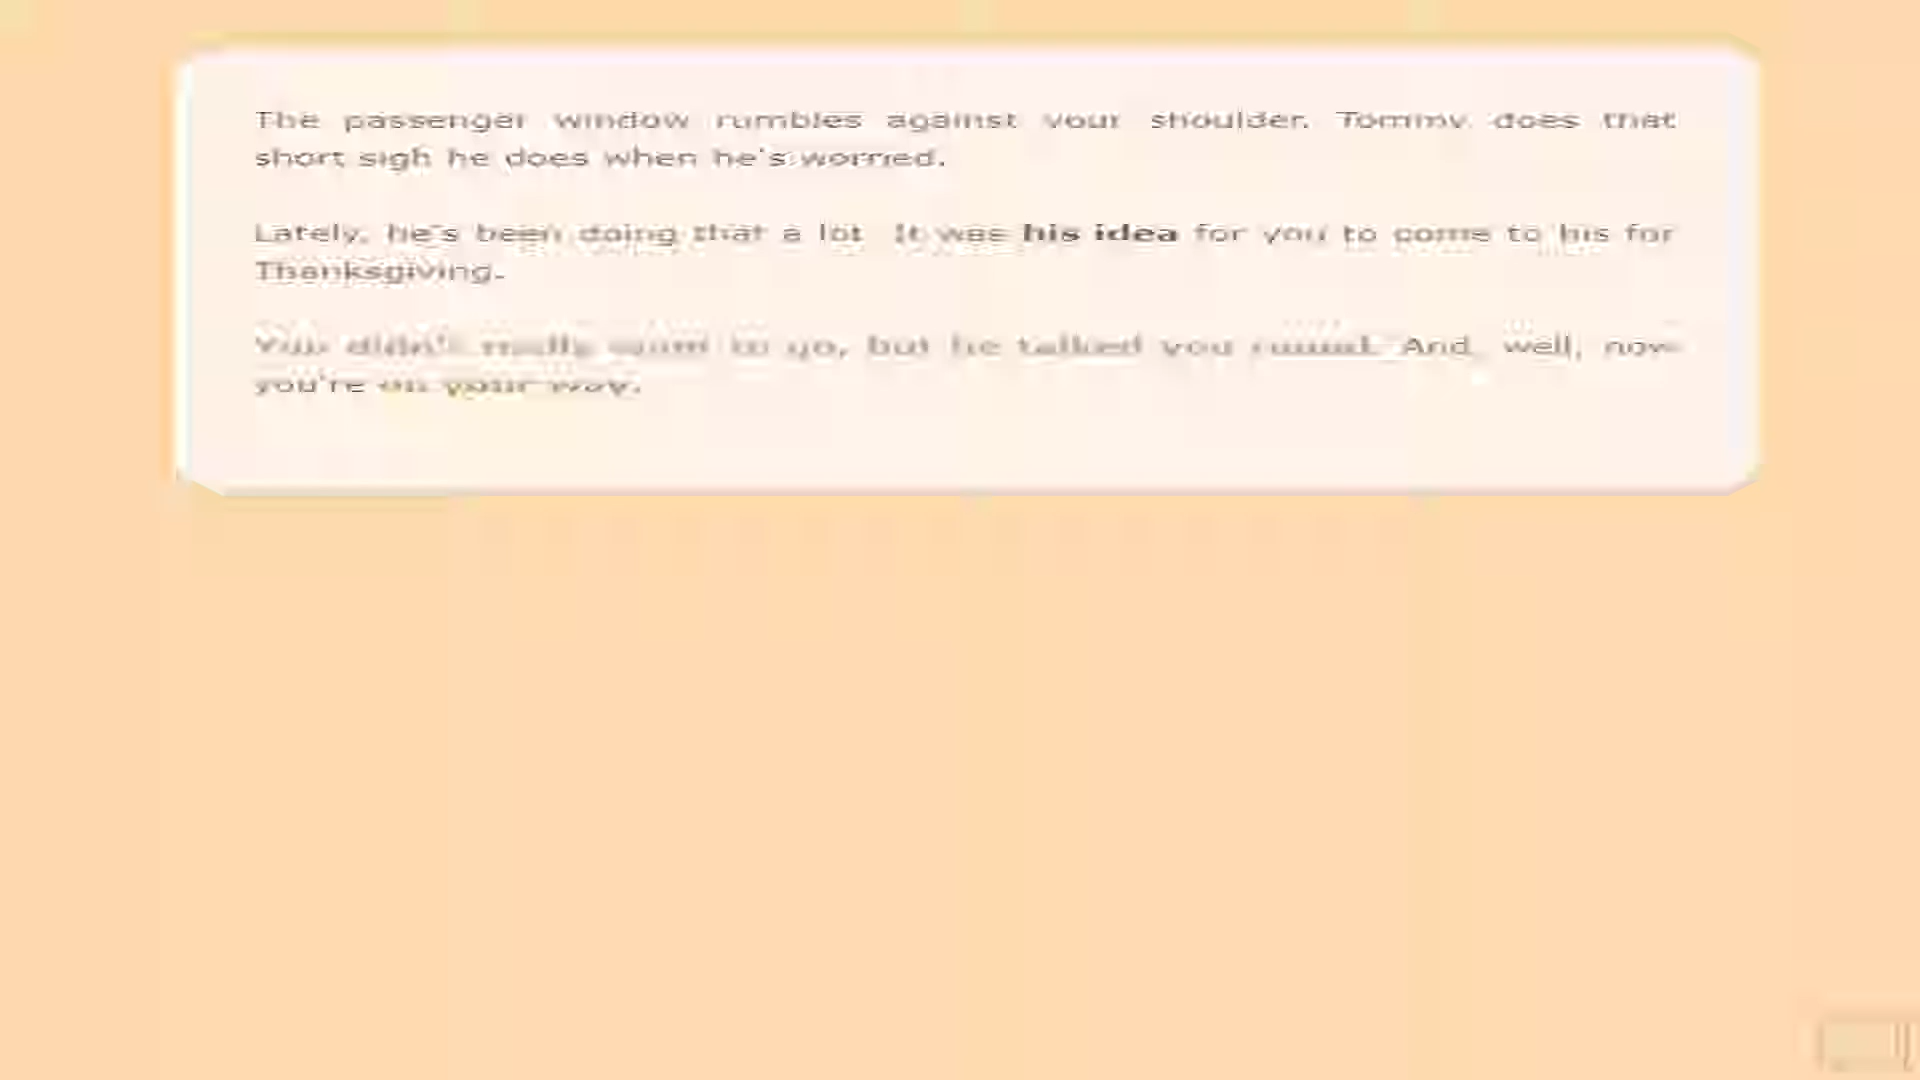 The passenger window rumbles against your shoulder. Tommy does that
short sigh he does when he's worried.
Lately, he's been doing that a lot. It was his idea for you to come to his for
Thanksgiving.
You didn't really want to go, but he talked you round. And, well, now
you're on your way.